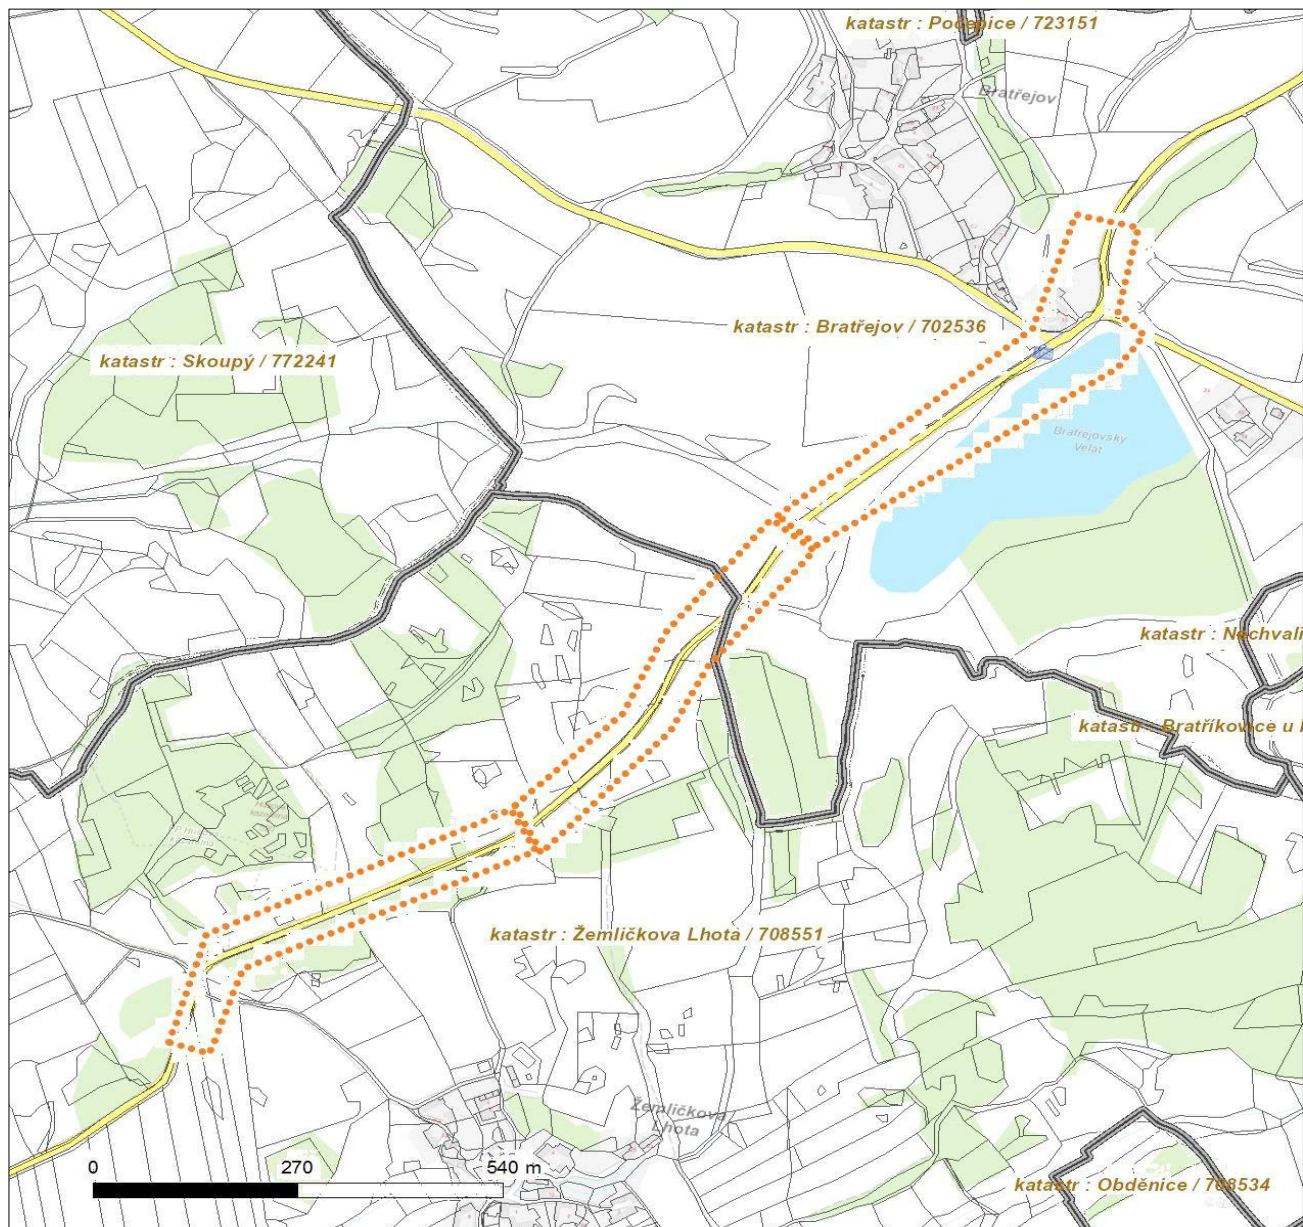 katastr : Počepice / 723151
Bratřejov
katastr : Bratřejov / 702536
katastr : Skoupý / 772241
Bratřejovský
Velat
katastr : Nechvali
katastr : Bratříkovice u
katastr : Žemličkova Lhota / 708551
Žemličkova
Lhota
0 270 540 m
katastr : Obděnice / 708534